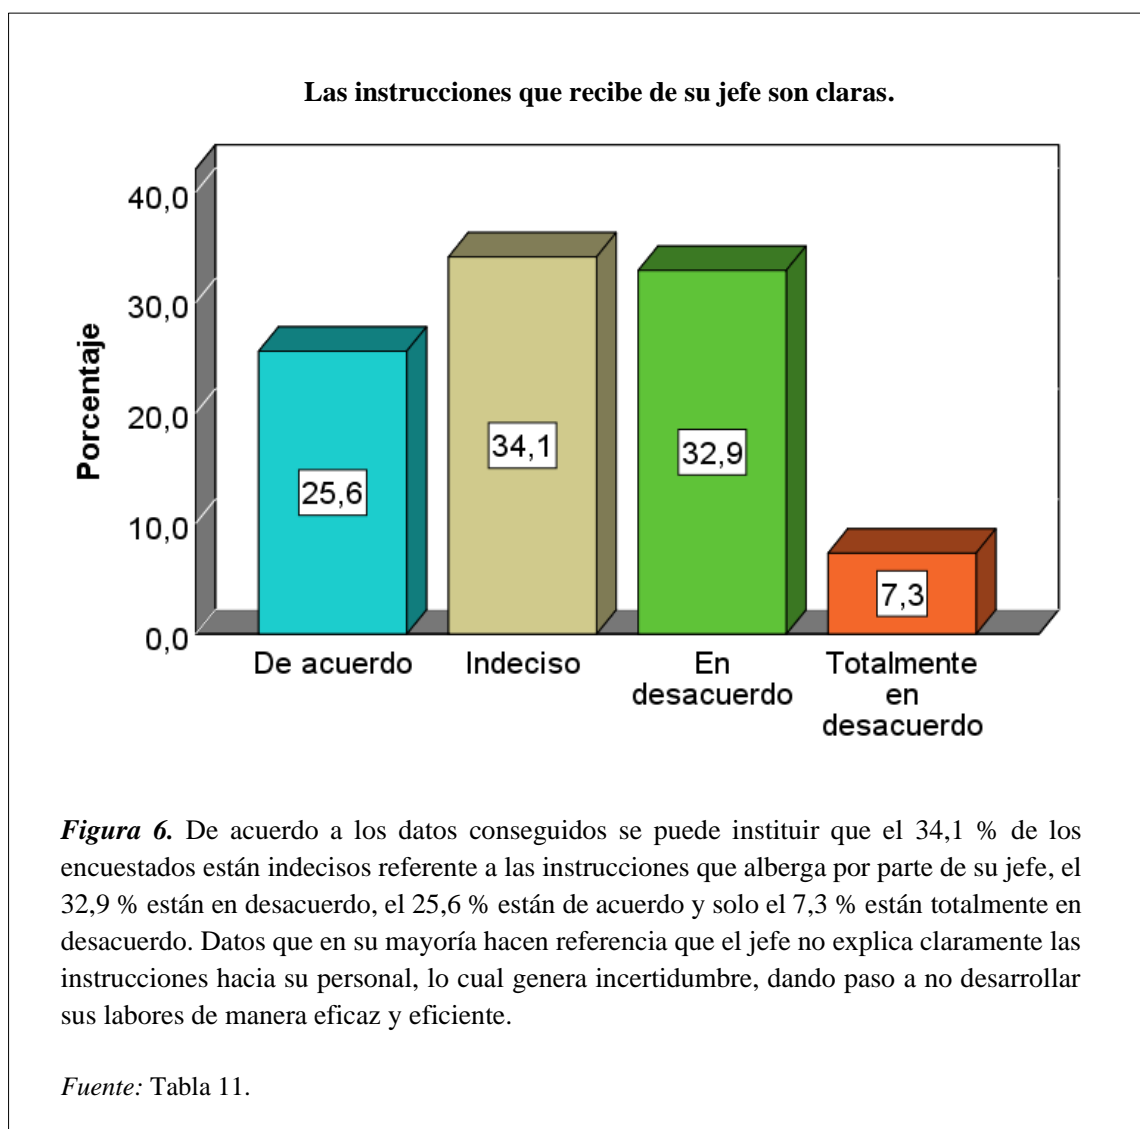 Las instrucciones que recibe de su jefe son claras.
Porcentaje
40,0
30,0
20,0
10,0
0,0
25,6
34,1
32,9
7,3
De acuerdo
Indeciso
En
desacuerdo
Totalmente
en
desacuerdo
Figura 6. De acuerdo a los datos conseguidos se puede instituir que el 34,1 % de los
encuestados están indecisos referente a las instrucciones que alberga por parte de su jefe, el
32,9 % están en desacuerdo, el 25,6 % están de acuerdo y solo el 7,3 % están totalmente en
desacuerdo. Datos que en su mayoría hacen referencia que el jefe no explica claramente las
instrucciones hacia su personal, lo cual genera incertidumbre, dando paso a no desarrollar
sus labores de manera eficaz y eficiente.
Fuente: Tabla 11.